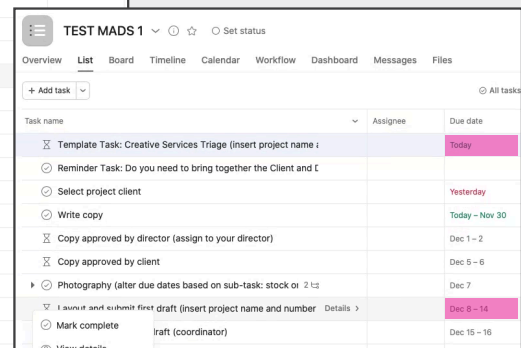 TEST MADS 1
Set status
Overview List Board Timeline Calendar Workflow Dashboard Messages Files
+ Add task
All tasks
Task name Assignee Due date
Template Task: Creative Services Triage (insert project name a Today
Reminder Task: Do you need to bring together the Client and D
Select project client Yesterday
Write copy Today – Nov 30
Copy approved by director (assign to your director) Dec 1 – 2
Copy approved by client Dec 5 – 6
Photography (alter due dates based on sub-task: stock or 2 Dec 7
Layout and submit first draft (insert project name and number Details > Dec 8 – 14
Mark complete
draft (coordinator) Dec 15 – 16
View details